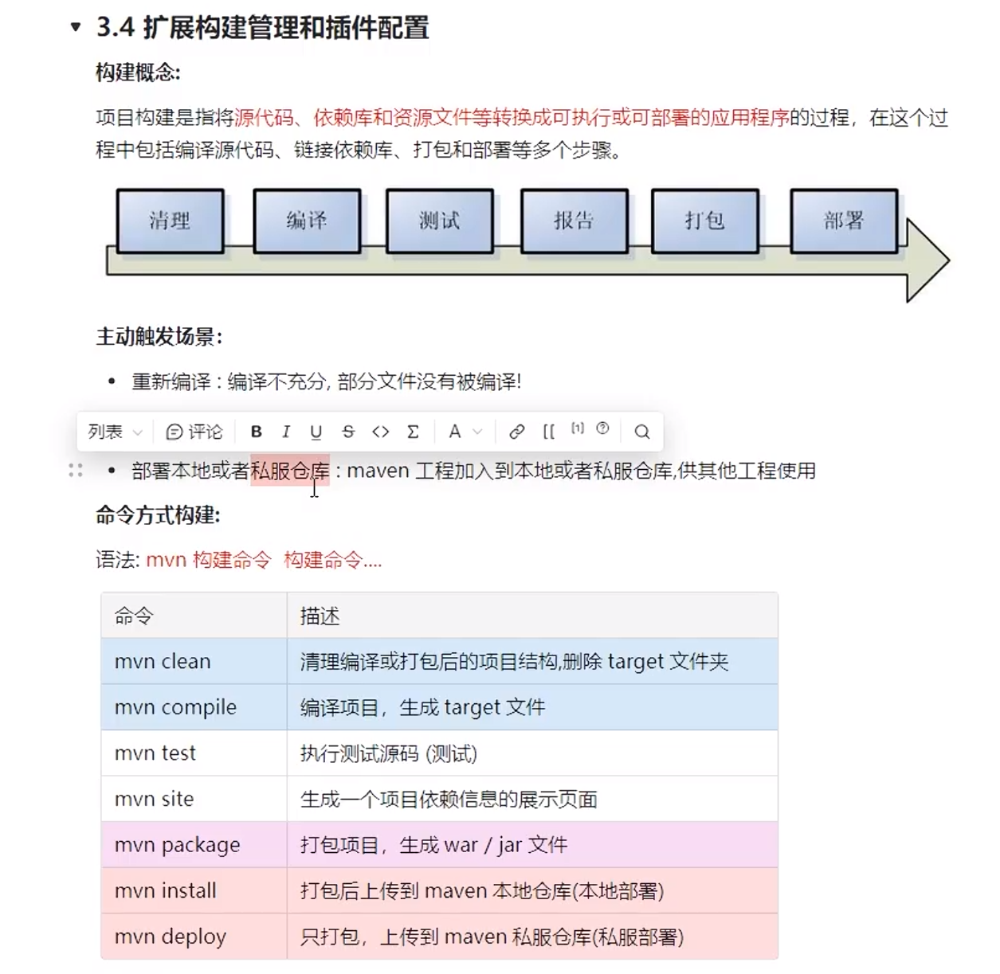 3.4 扩展构建管理和插件配置
构建概念:
项目构建是指将源代码、依赖库和资源文件等转换成可执行或可部署的应用程序的过程，在这个过
程中包括编译源代码、链接依赖库、打包和部署等多个步骤。
清理 编译 测试 报告 打包 部署
主动触发场景:
• 重新编译 : 编译不充分, 部分文件没有被编译!
列表 评论 B I U S <> Σ A [[ [1] ?
• 部署本地或者私服仓库 : maven 工程加入到本地或者私服仓库,供其他工程使用
命令方式构建:
语法: mvn 构建命令 构建命令....
命令 描述
mvn clean 清理编译或打包后的项目结构,删除 target 文件夹
mvn compile 编译项目，生成 target 文件
mvn test 执行测试源码 (测试)
mvn site 生成一个项目依赖信息的展示页面
mvn package 打包项目，生成 war / jar 文件
mvn install 打包后上传到 maven 本地仓库(本地部署)
mvn deploy 只打包，上传到 maven 私服仓库(私服部署)